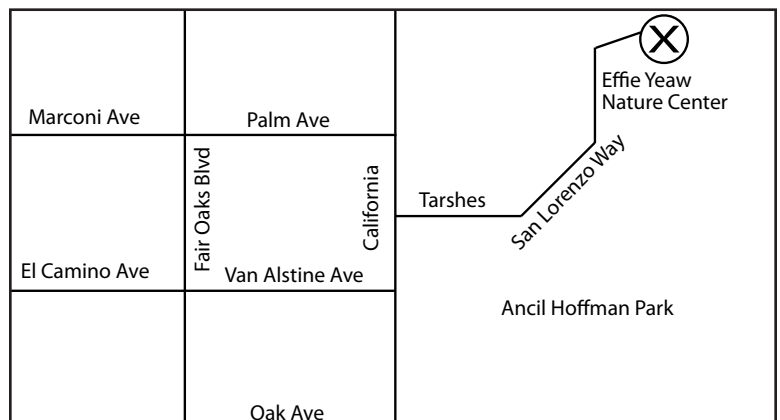 X
Effie Yeaw
Nature Center
Marconi Ave
Palm Ave
Fair Oaks Blvd
California
Tarshes
San Lorenzo Way
El Camino Ave
Van Alstine Ave
Ancil Hoffman Park
Oak Ave